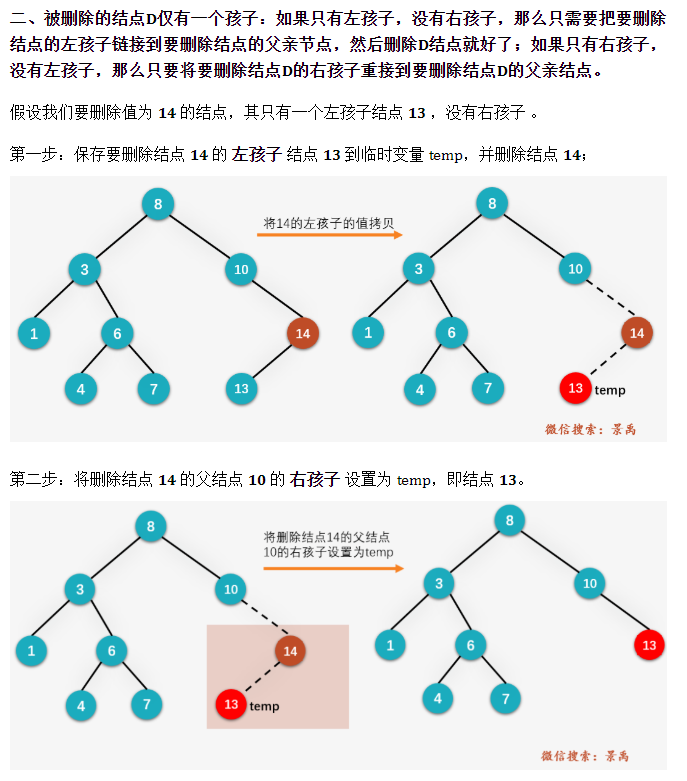 二、被删除的结点D仅有一个孩子：如果只有左孩子，没有右孩子，那么只需要把要删除
结点的左孩子链接到要删除结点的父亲节点，然后删除D结点就好了；如果只有右孩子，
没有左孩子，那么只要将要删除结点D的右孩子重接到要删除结点D的父亲结点。
假设我们要删除值为 14 的结点，其只有一个左孩子结点 13 ，没有右孩子 。
第一步：保存要删除结点 14 的 左孩子 结点 13 到临时变量 temp，并删除结点 14；
8
将14的左孩子的值拷贝
8
3
10
3
10
1
6
14
1
6
14
4
7
13
4
7
13
temp
微信搜索：景禹
第二步：将删除结点 14 的父结点 10 的 右孩子 设置为 temp，即结点 13。
8
将删除结点14的父结点
10的右孩子设置为temp
8
3
10
3
10
1
6
14
1
6
13
4
7
13
temp
4
7
微信搜索：景禹